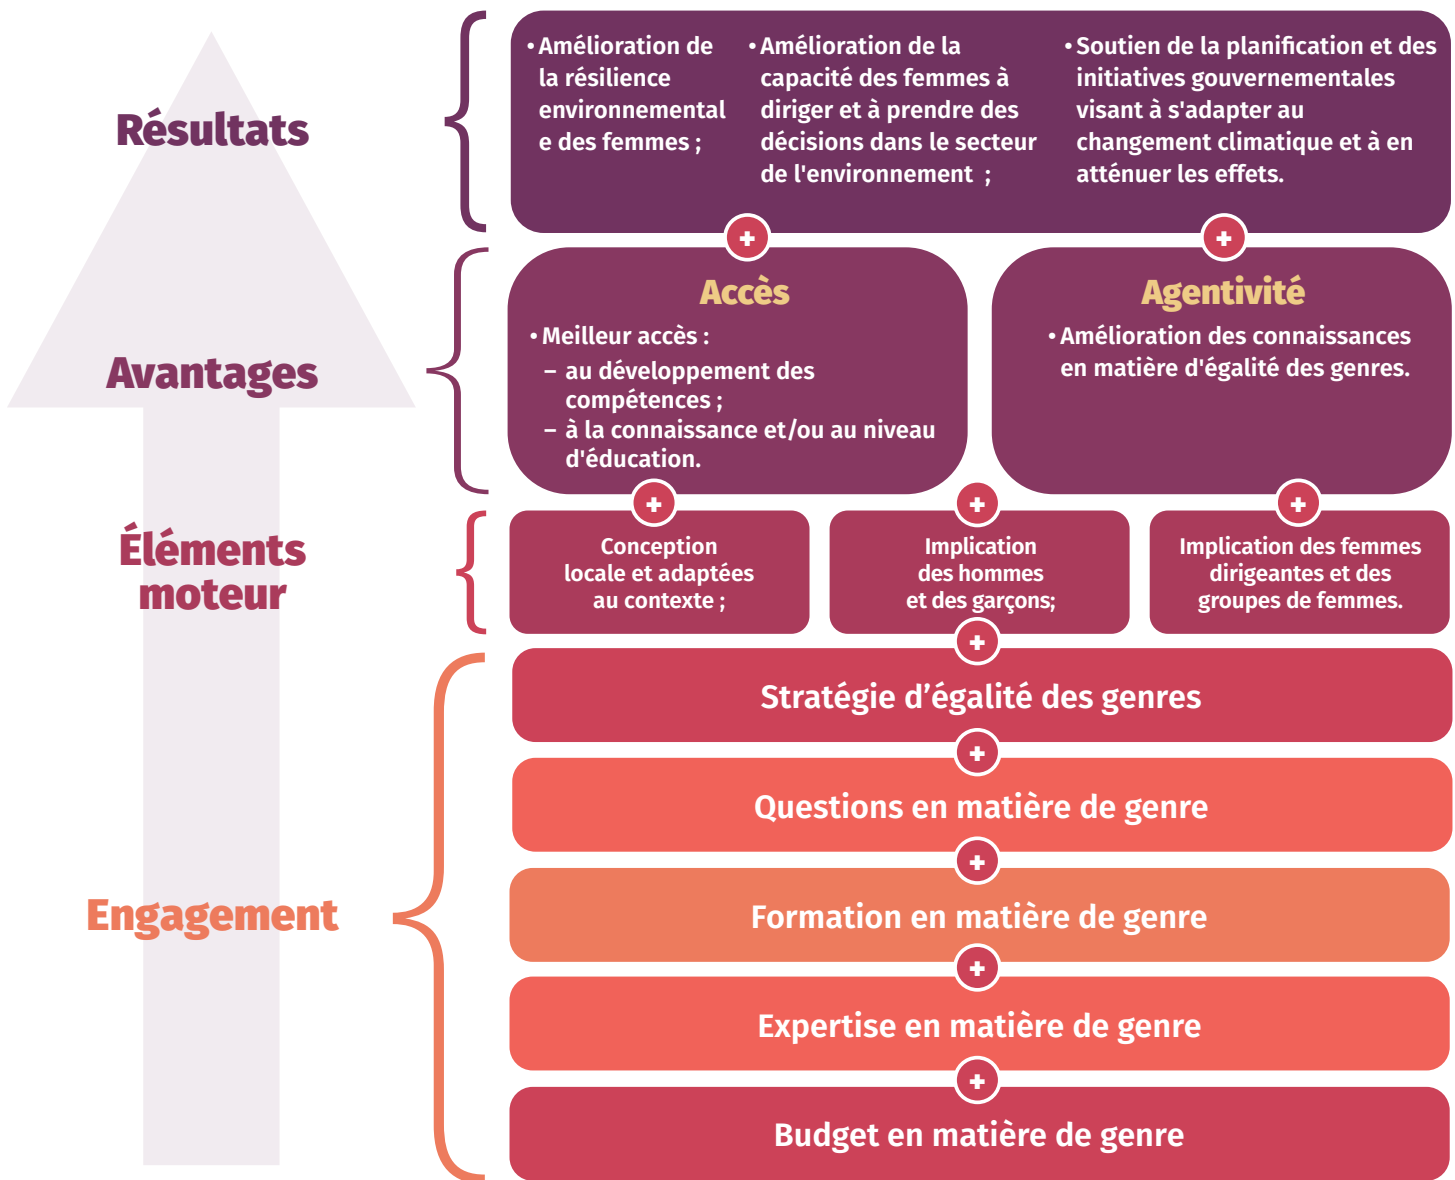 Résultats
• Amélioration de
la résilience
environnemental
e des femmes ;
• Amélioration de la
capacité des femmes à
diriger et à prendre des
décisions dans le secteur
de l'environnement ;
• Soutien de la planification et des
initiatives gouvernementales
visant à s'adapter au
changement climatique et à en
atténuer les effets.
+
+
Avantages
Accès
• Meilleur accès :
– au développement des
compétences ;
– à la connaissance et/ou au niveau
d'éducation.
Agentivité
• Amélioration des connaissances
en matière d'égalité des genres.
+
+
+
Éléments
moteur
Conception
locale et adaptées
au contexte ;
Implication
des hommes
et des garçons;
Implication des femmes
dirigeantes et des
groupes de femmes.
+
Engagement
Stratégie d’égalité des genres
+
Questions en matière de genre
+
Formation en matière de genre
+
Expertise en matière de genre
+
Budget en matière de genre